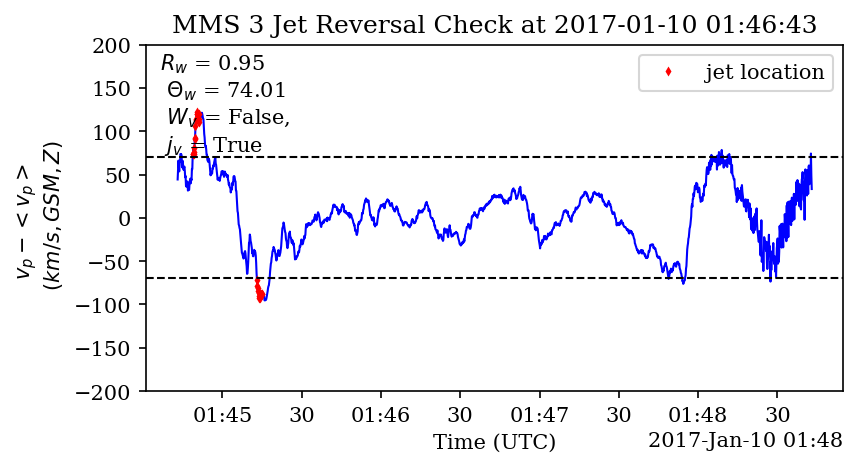 MMS 3 Jet Reversal Check at 2017-01-10 01:46:43
R_w = 0.95
Θ_w = 74.01
W_v = False,
j_v = True
jet location
200
150
100
50
0
−50
−100
−150
−200
v_p − < v_p >
(km/s, GSM, Z)
01:45 30 01:46 30 01:47 30 01:48 30
Time (UTC)
2017-Jan-10 01:48